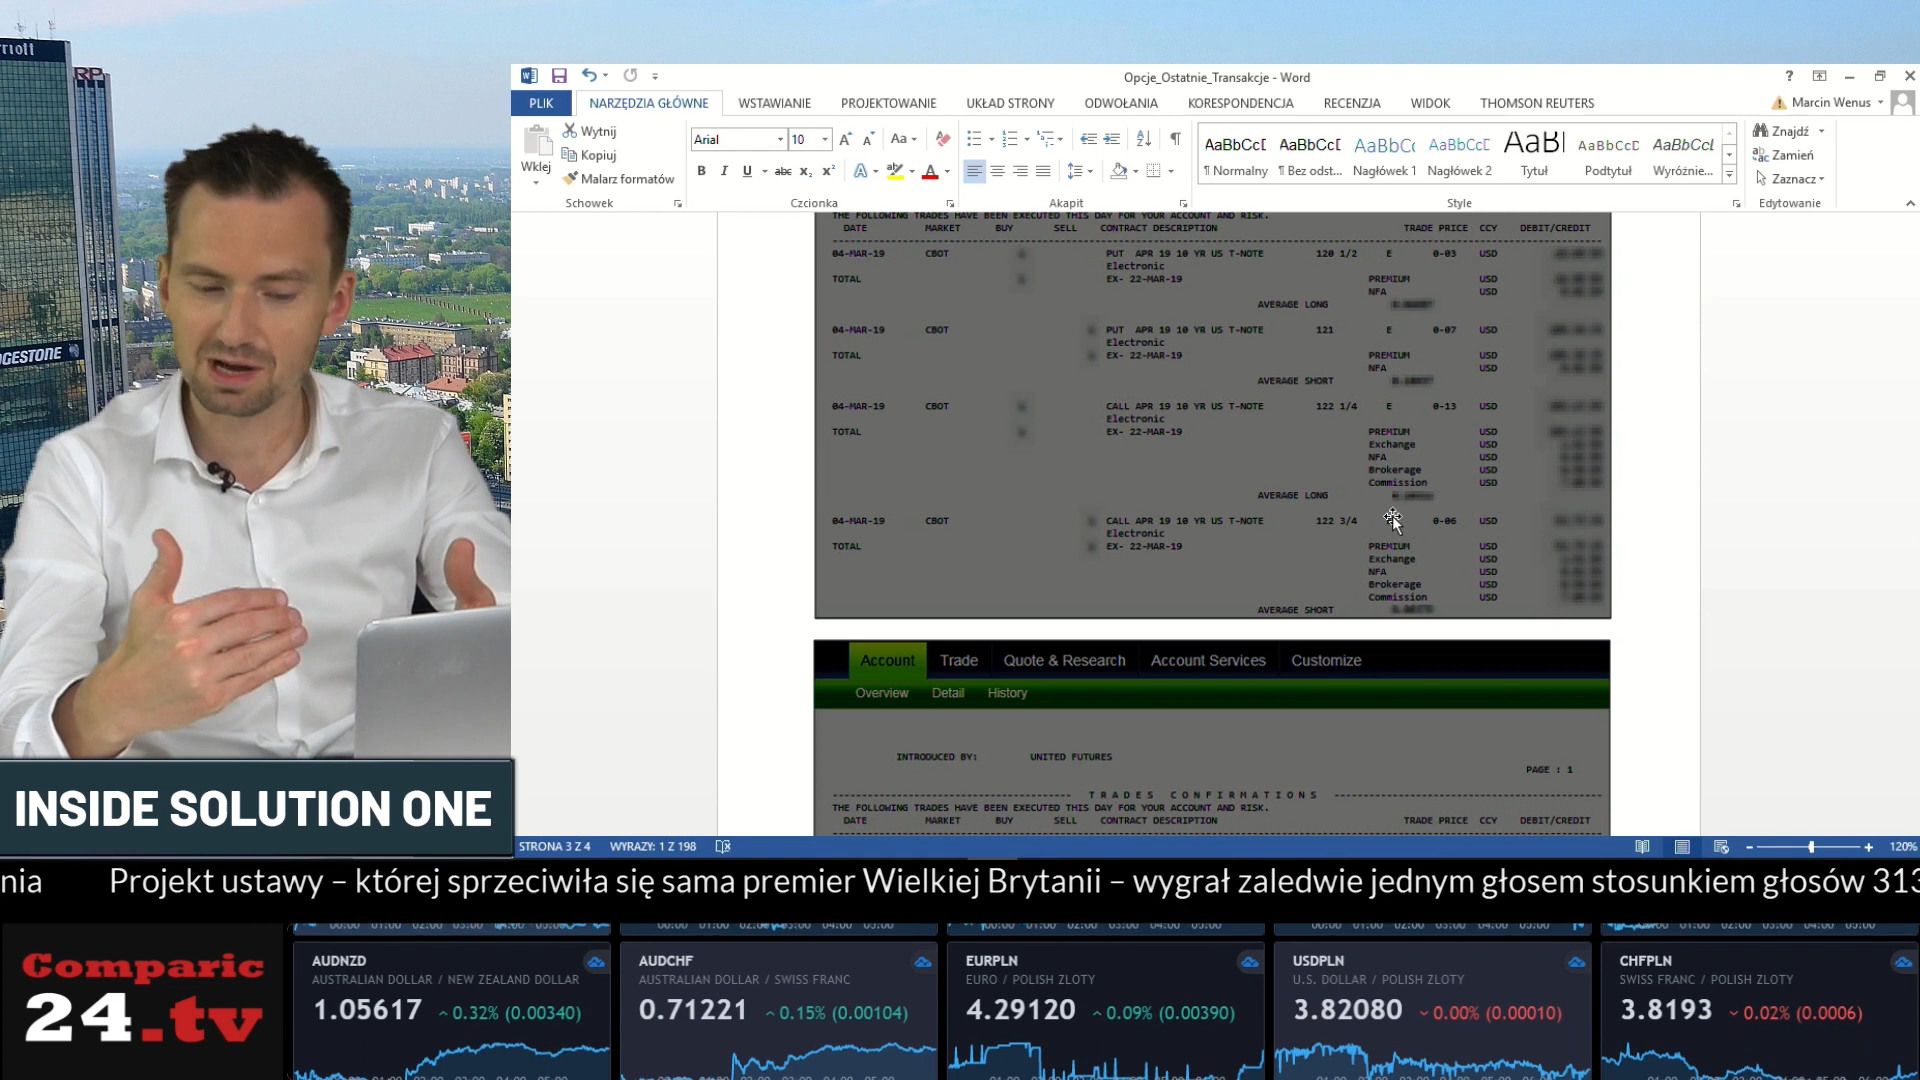 rriott
RP
DGESTONE
INSIDE SOLUTION ONE
Opcje_Ostatnie_Transakcje - Word
?
PLIK
NARZĘDZIA GŁÓWNE
WSTAWIANIE
PROJEKTOWANIE
UKŁAD STRONY
ODWOŁANIA
KORESPONDENCJA
RECENZJA
WIDOK
THOMSON REUTERS
Marcin Wenus
Wklej
Wytnij
Kopiuj
Malarz formatów
Schowek
Arial
10
Aa
B I U abc x₂ x²
Czcionka
Akapit
AaBbCcI AaBbCcI AaBbC AaBbCcI AaB AaBbCcD AaBbCcI
¶ Normalny
¶ Bez odst...
Nagłówek 1
Nagłówek 2
Tytuł
Podtytuł
Wyróżnie...
Style
Znajdź
Zamień
Zaznacz
Edytowanie
THE FOLLOWING TRADES HAVE BEEN EXECUTED THIS DAY FOR YOUR ACCOUNT AND RISK.
DATE MARKET BUY SELL CONTRACT DESCRIPTION TRADE PRICE CCY DEBIT/CREDIT
04-MAR-19 CBOT PUT APR 19 10 YR US T-NOTE 120 1/2 E 0-03 USD
Electronic
TOTAL EX- 22-MAR-19 PREMIUM USD
NFA USD
AVERAGE LONG
04-MAR-19 CBOT PUT APR 19 10 YR US T-NOTE 121 E 0-07 USD
Electronic
TOTAL EX- 22-MAR-19 PREMIUM USD
NFA USD
AVERAGE SHORT
04-MAR-19 CBOT CALL APR 19 10 YR US T-NOTE 122 1/4 E 0-13 USD
Electronic
TOTAL EX- 22-MAR-19 PREMIUM USD
Exchange USD
NFA USD
Brokerage USD
Commission USD
AVERAGE LONG
04-MAR-19 CBOT CALL APR 19 10 YR US T-NOTE 122 3/4 0-06 USD
Electronic
TOTAL EX- 22-MAR-19 PREMIUM USD
Exchange USD
NFA USD
Brokerage USD
Commission USD
AVERAGE SHORT
Account Trade Quote & Research Account Services Customize
Overview Detail History
INTRODUCED BY: UNITED FUTURES
PAGE : 1
T R A D E S C O N F I R M A T I O N S
THE FOLLOWING TRADES HAVE BEEN EXECUTED THIS DAY FOR YOUR ACCOUNT AND RISK.
DATE MARKET BUY SELL CONTRACT DESCRIPTION TRADE PRICE CCY DEBIT/CREDIT
STRONA 3 Z 4
WYRAZY: 1 Z 198
120%
nia Projekt ustawy – której sprzeciwiła się sama premier Wielkiej Brytanii – wygrał zaledwie jednym głosem stosunkiem głosów 313
Comparic
24.tv
AUDNZD
AUSTRALIAN DOLLAR / NEW ZEALAND DOLLAR
1.05617 0.32% (0.00340)
AUDCHF
AUSTRALIAN DOLLAR / SWISS FRANC
0.71221 0.15% (0.00104)
EURPLN
EURO / POLISH ZLOTY
4.29120 0.09% (0.00390)
USDPLN
U.S. DOLLAR / POLISH ZLOTY
3.82080 0.00% (0.00010)
CHFPLN
SWISS FRANC / POLISH ZLOTY
3.8193 0.02% (0.0006)